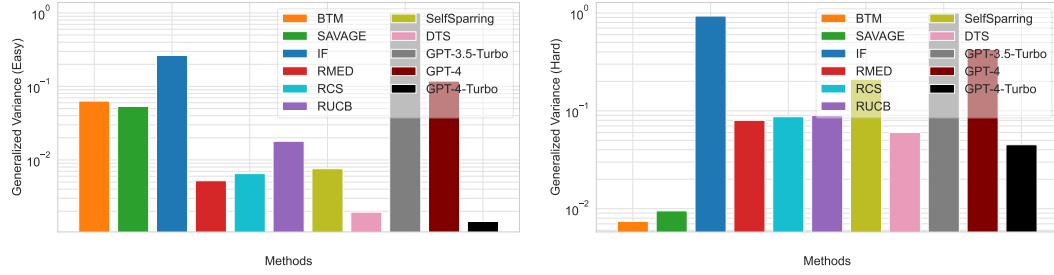 Generalized Variance (Easy)
10⁰
10⁻¹
10⁻²
BTM
SAVAGE
IF
RMED
RCS
RUCB
SelfSparring
DTS
GPT-3.5-Turbo
GPT-4
GPT-4-Turbo
Methods
Generalized Variance (Hard)
10⁰
10⁻¹
10⁻²
BTM
SAVAGE
IF
RMED
RCS
RUCB
SelfSparring
DTS
GPT-3.5-Turbo
GPT-4
GPT-4-Turbo
Methods